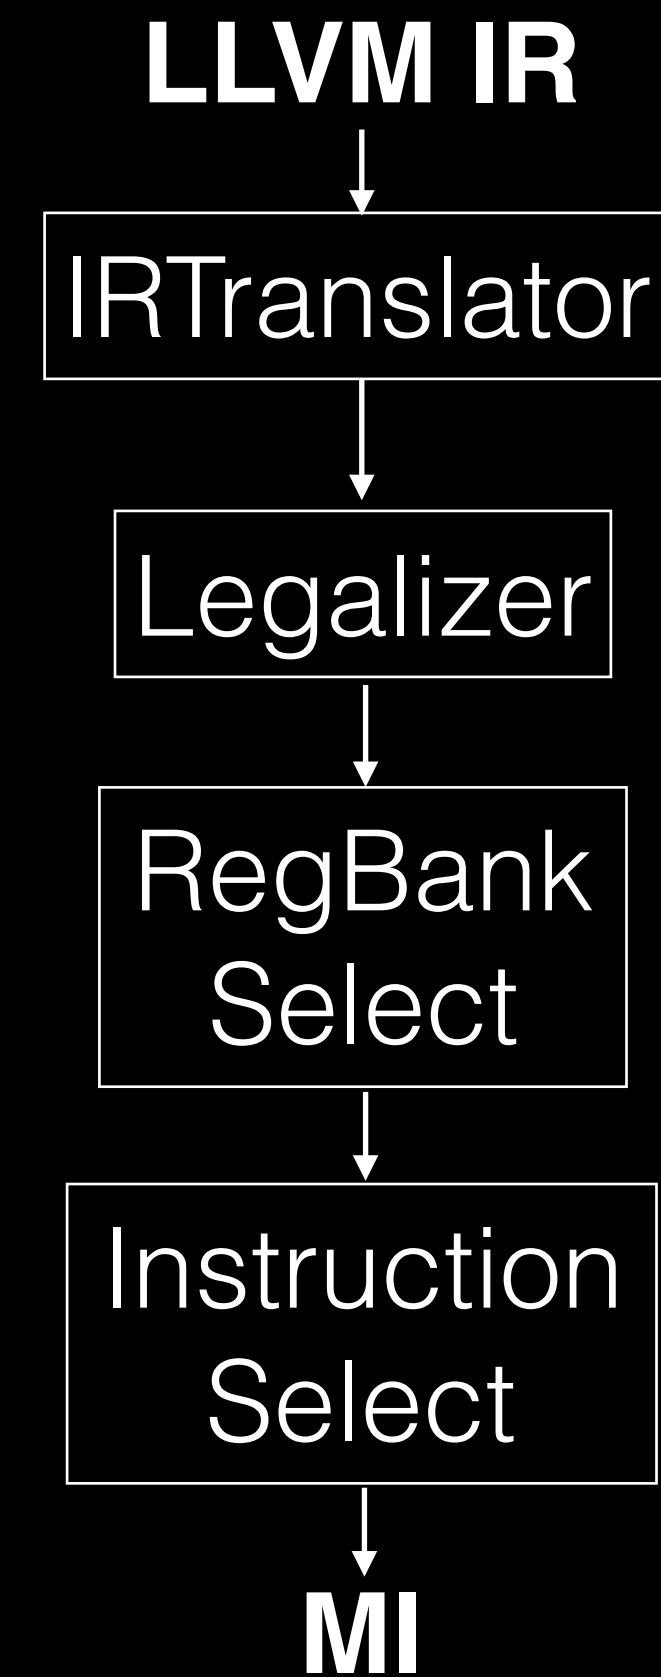 LLVM IR
IRTranslator
Legalizer
RegBank
Select
Instruction
Select
MI